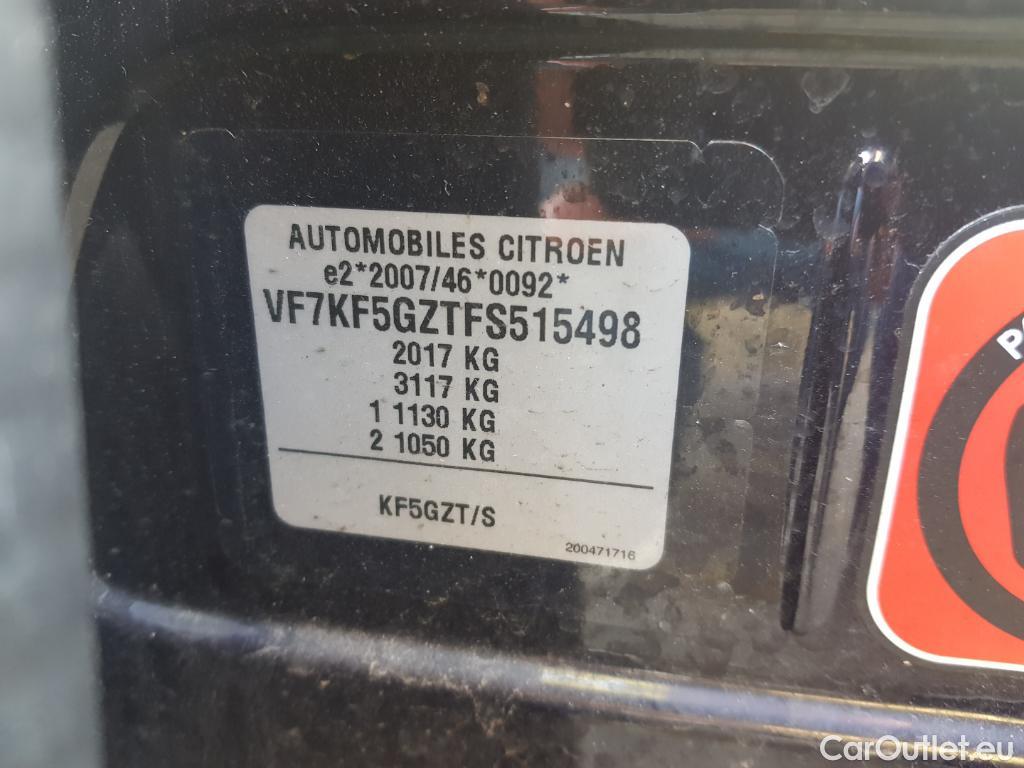 AUTOMOBILES CITROEN
e2*2007/46*0092*
VF7KF5GZTFS515498
2017 KG
3117 KG
1 1130 KG
2 1050 KG
KF5GZT/S
200471716
CarOutlet.eu